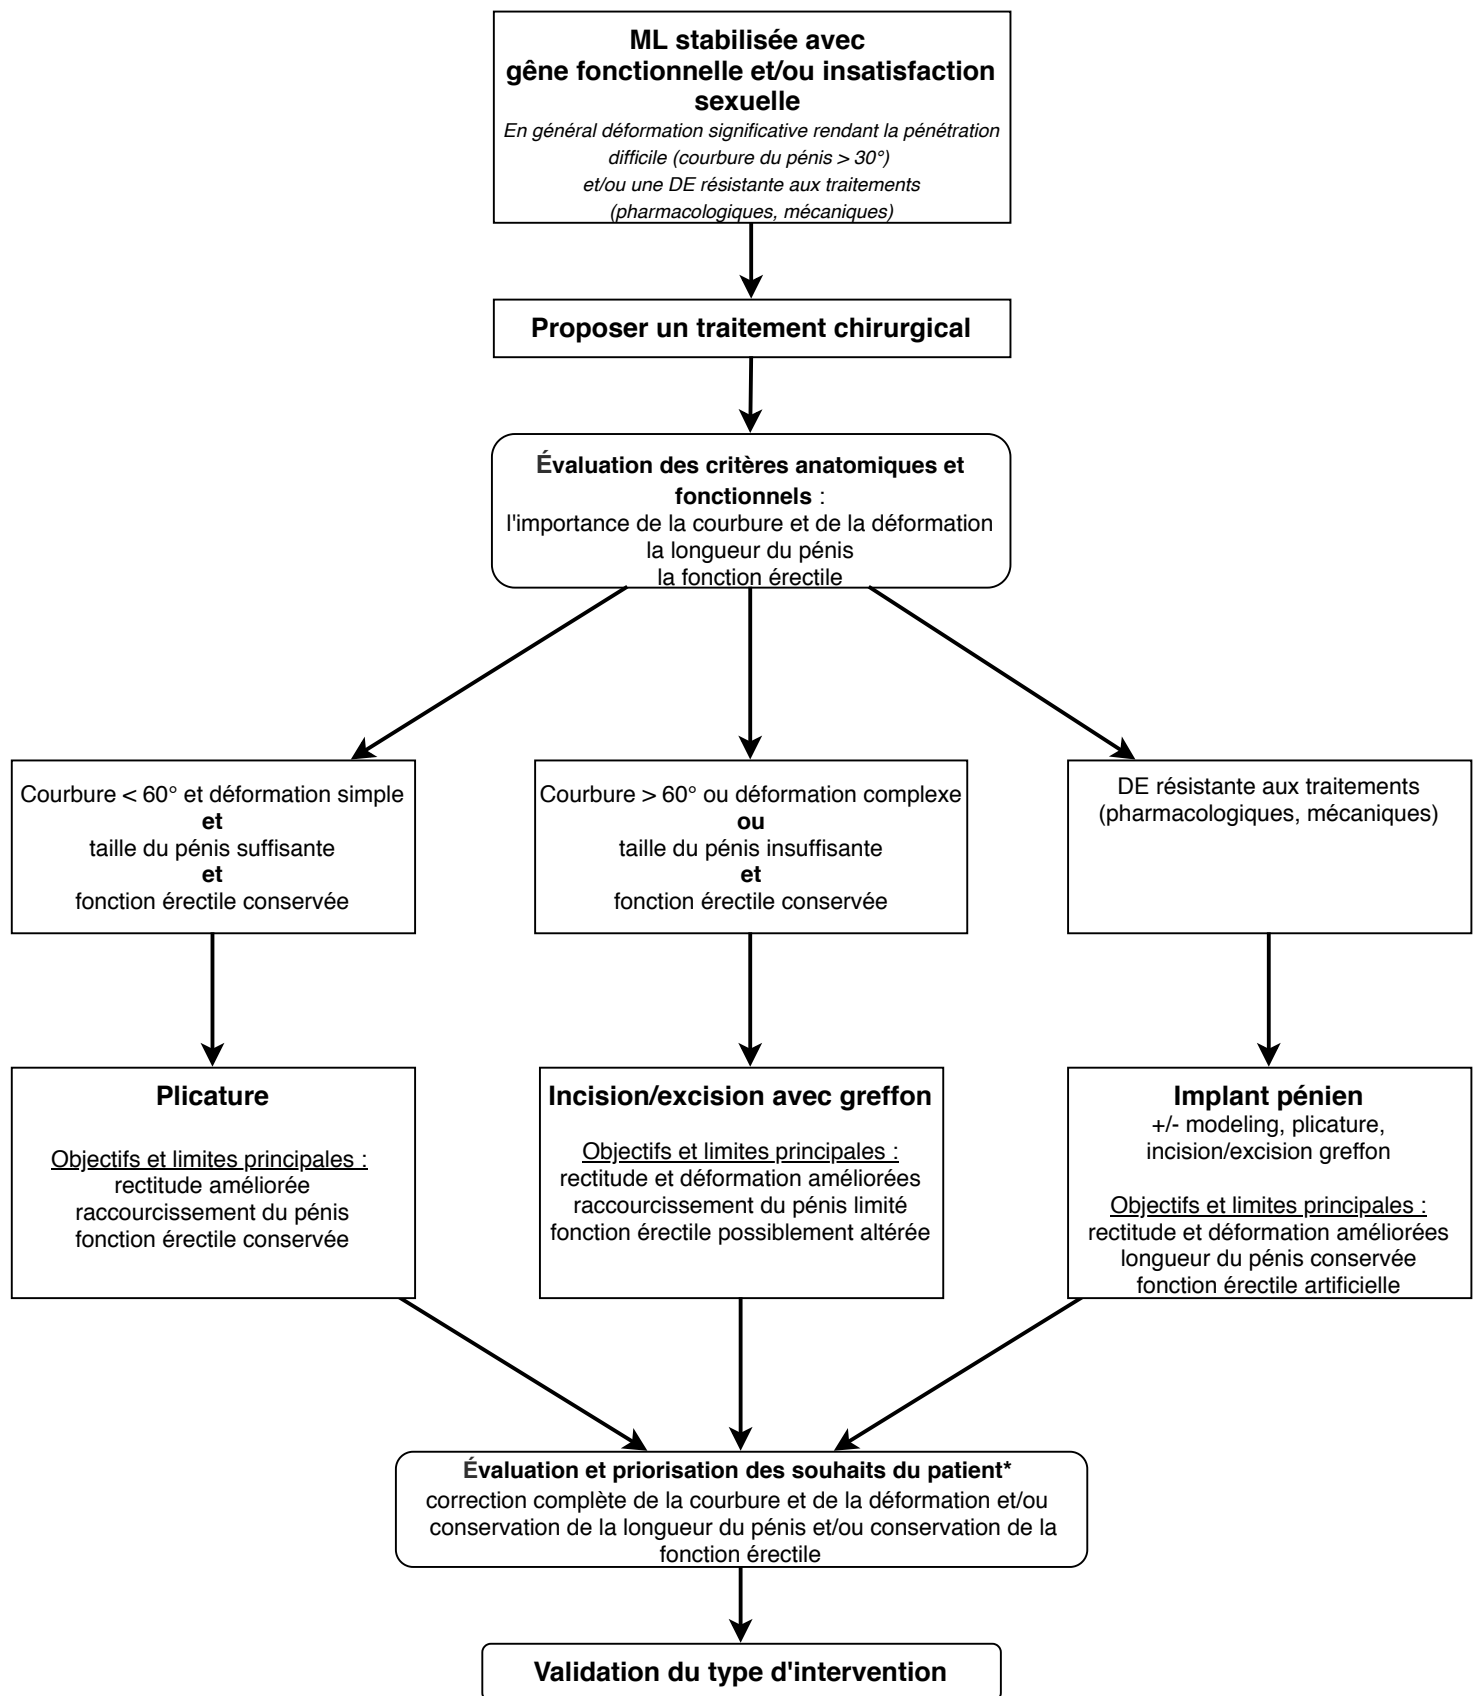 ML stabilisée avec
gêne fonctionnelle et/ou insatisfaction
sexuelle
En général déformation significative rendant la pénétration
difficile (courbure du pénis > 30°)
et/ou une DE résistante aux traitements
(pharmacologiques, mécaniques)
Proposer un traitement chirurgical
Évaluation des critères anatomiques et
fonctionnels :
l'importance de la courbure et de la déformation
la longueur du pénis
la fonction érectile
Courbure < 60° et déformation simple
et
taille du pénis suffisante
et
fonction érectile conservée
Courbure > 60° ou déformation complexe
ou
taille du pénis insuffisante
et
fonction érectile conservée
DE résistante aux traitements
(pharmacologiques, mécaniques)
Plicature
Objectifs et limites principales :
rectitude améliorée
raccourcissement du pénis
fonction érectile conservée
Incision/excision avec greffon
Objectifs et limites principales :
rectitude et déformation améliorées
raccourcissement du pénis limité
fonction érectile possiblement altérée
Implant pénien
+/- modeling, plicature,
incision/excision greffon
Objectifs et limites principales :
rectitude et déformation améliorées
longueur du pénis conservée
fonction érectile artificielle
Évaluation et priorisation des souhaits du patient*
correction complète de la courbure et de la déformation et/ou
conservation de la longueur du pénis et/ou conservation de la
fonction érectile
Validation du type d'intervention